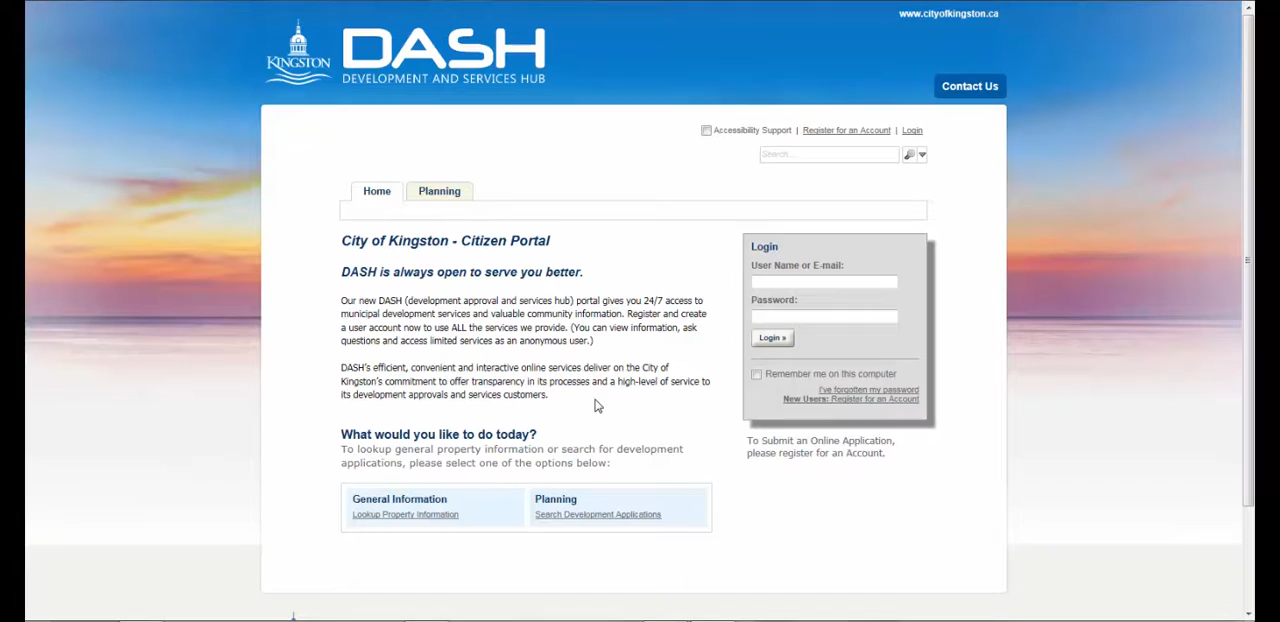 www.cityofkingston.ca
KINGSTON
DASH
DEVELOPMENT AND SERVICES HUB
Contact Us
Accessibility Support | Register for an Account | Login
Search...
Home
Planning
City of Kingston - Citizen Portal
DASH is always open to serve you better.
Our new DASH (development approval and services hub) portal gives you 24/7 access to
municipal development services and valuable community information. Register and create
a user account now to use ALL the services we provide. (You can view information, ask
questions and access limited services as an anonymous user.)
DASH's efficient, convenient and interactive online services deliver on the City of
Kingston's commitment to offer transparency in its processes and a high-level of service to
its development approvals and services customers.
What would you like to do today?
To lookup general property information or search for development
applications, please select one of the options below:
General Information
Lookup Property Information
Planning
Search Development Applications
Login
User Name or E-mail:
Password:
Login »
Remember me on this computer
I've forgotten my password
New Users: Register for an Account
To Submit an Online Application,
please register for an Account.